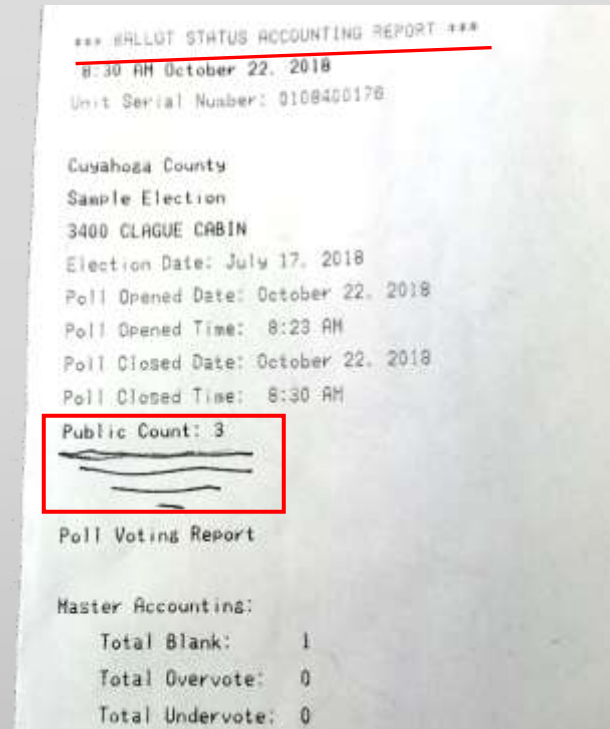 *** BALLOT STATUS ACCOUNTING REPORT ***
8:30 AM October 22, 2018
Unit Serial Number: 0108400176
Cuyahoga County
Sample Election
3400 CLAGUE CABIN
Election Date: July 17, 2018
Poll Opened Date: October 22, 2018
Poll Opened Time: 8:23 AM
Poll Closed Date: October 22, 2018
Poll Closed Time: 8:30 AM
Public Count: 3
Poll Voting Report
Master Accounting:
Total Blank: 1
Total Overvote: 0
Total Undervote: 0